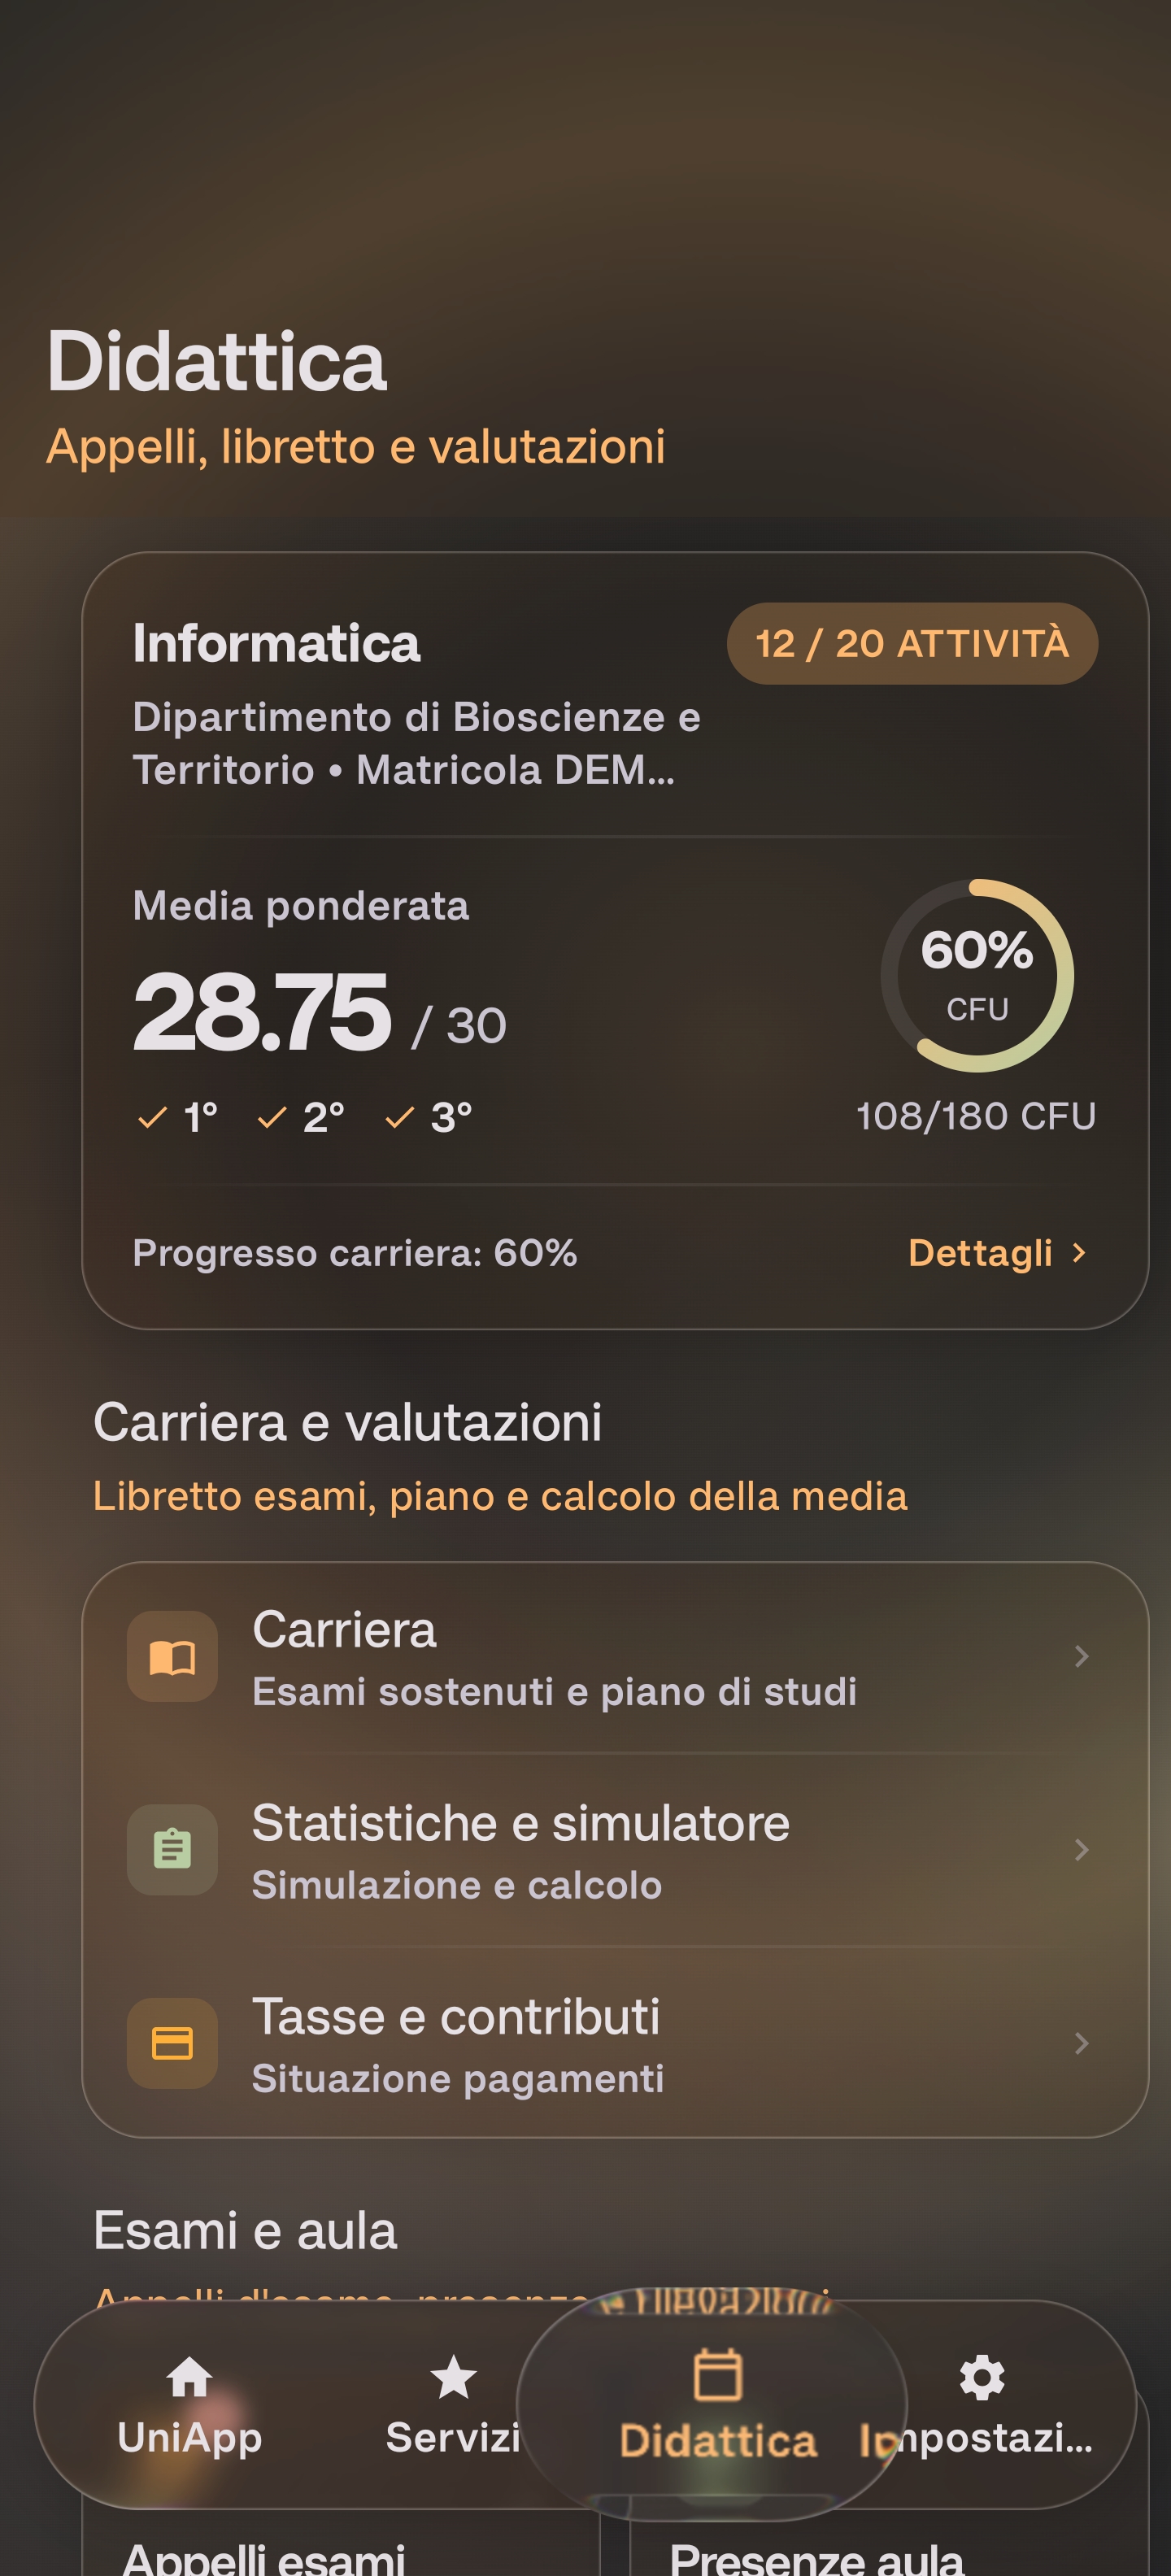 Didattica
Appelli, libretto e valutazioni
Informatica
12 / 20 ATTIVITÀ
Dipartimento di Bioscienze e
Territorio • Matricola DEM...
Media ponderata
28.75 / 30
1° 2° 3°
60%
CFU
108/180 CFU
Progresso carriera: 60%
Dettagli
Carriera e valutazioni
Libretto esami, piano e calcolo della media
Carriera
Esami sostenuti e piano di studi
Statistiche e simulatore
Simulazione e calcolo
Tasse e contributi
Situazione pagamenti
Esami e aula
Appelli d'esame, presenze
UniApp
Servizi
Didattica
Impostazi...
Appelli esami
Presenze aula